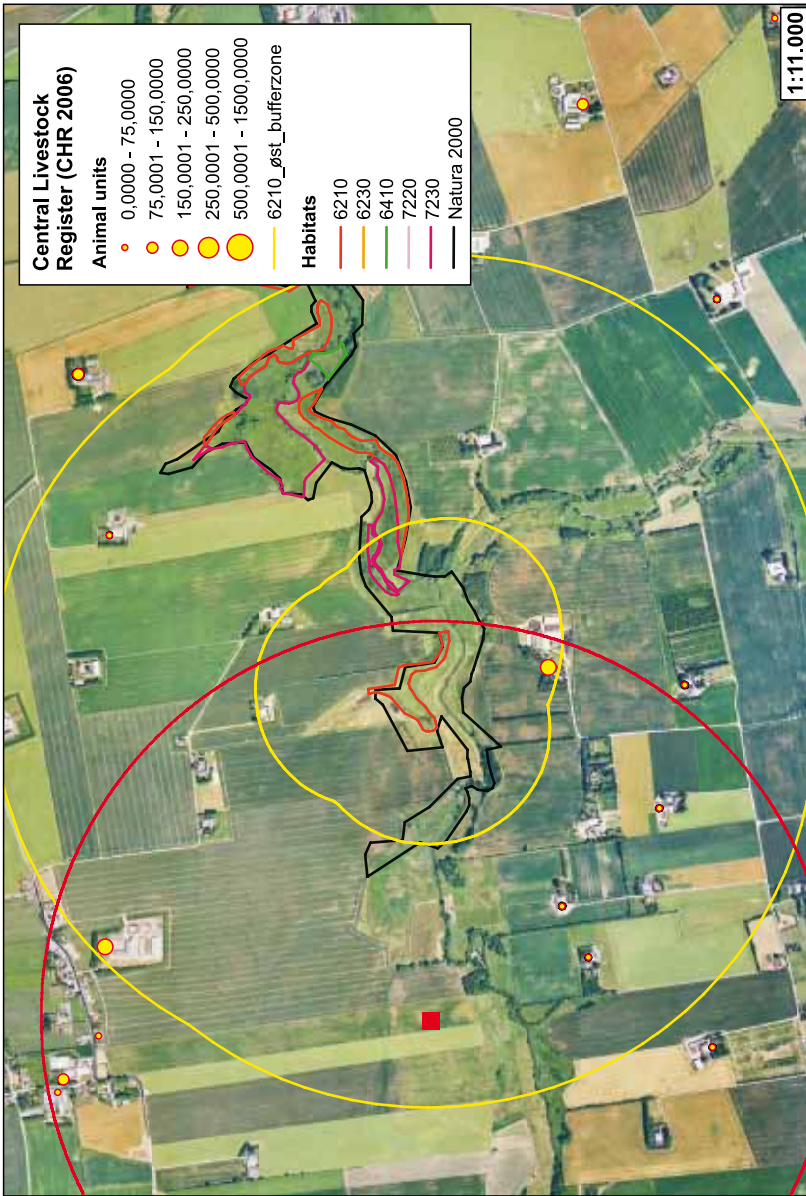 Central Livestock
Register (CHR 2006)
Animal units
0,0000 - 75,0000
75,0001 - 150,0000
150,0001 - 250,0000
250,0001 - 500,0000
500,0001 - 1500,0000
6210_øst_bufferzone
Habitats
6210
6230
6410
7220
7230
Natura 2000
1:11.000